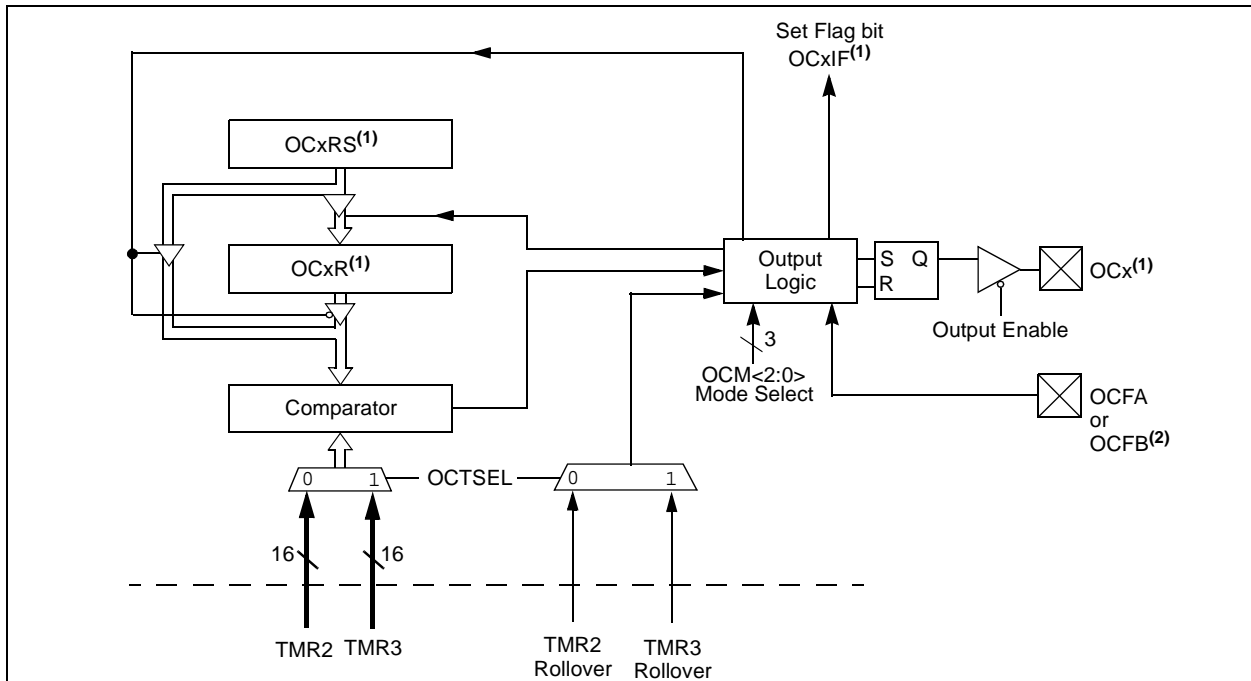 Set Flag bit
OCxIF(1)
OCxRS(1)
OCxR(1)
Output
Logic
S Q
R
OCx(1)
Output Enable
3
OCM<2:0>
Mode Select
OCFA
or
OCFB(2)
Comparator
0 1
OCTSEL
0 1
16
16
TMR2
TMR3
TMR2
Rollover
TMR3
Rollover